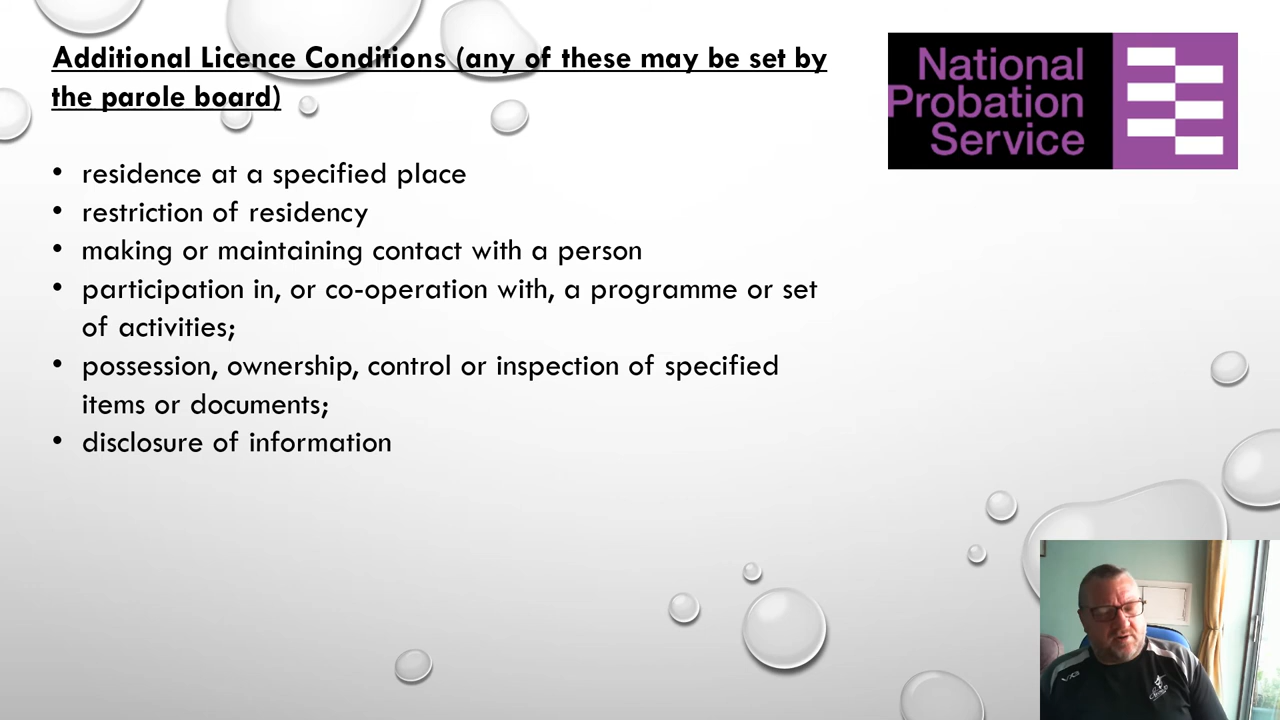 Additional Licence Conditions (any of these may be set by
the parole board)
National
Probation
Service
• residence at a specified place
• restriction of residency
• making or maintaining contact with a person
• participation in, or co-operation with, a programme or set
of activities;
• possession, ownership, control or inspection of specified
items or documents;
• disclosure of information